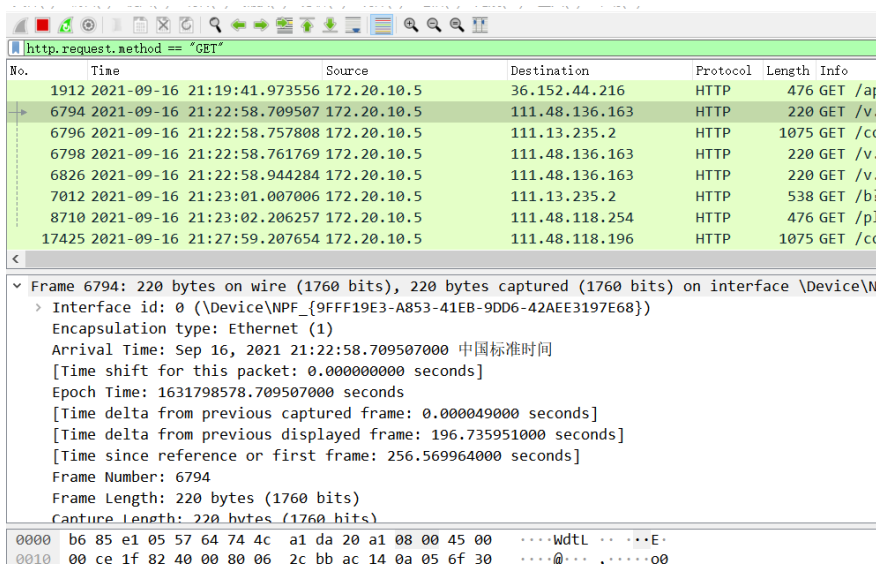 http.request.method == "GET"
No. Time Source Destination Protocol Length Info
1912 2021-09-16 21:19:41.973556 172.20.10.5 36.152.44.216 HTTP 476 GET /ap
6794 2021-09-16 21:22:58.709507 172.20.10.5 111.48.136.163 HTTP 220 GET /v.
6796 2021-09-16 21:22:58.757808 172.20.10.5 111.13.235.2 HTTP 1075 GET /co
6798 2021-09-16 21:22:58.761769 172.20.10.5 111.48.136.163 HTTP 220 GET /v.
6826 2021-09-16 21:22:58.944284 172.20.10.5 111.48.136.163 HTTP 220 GET /v.
7012 2021-09-16 21:23:01.007006 172.20.10.5 111.13.235.2 HTTP 538 GET /b?
8710 2021-09-16 21:23:02.206257 172.20.10.5 111.48.118.254 HTTP 476 GET /pl
17425 2021-09-16 21:27:59.207654 172.20.10.5 111.48.118.196 HTTP 1075 GET /co
Frame 6794: 220 bytes on wire (1760 bits), 220 bytes captured (1760 bits) on interface \Device\N
Interface id: 0 (\Device\NPF_{9FFF19E3-A853-41EB-9DD6-42AEE3197E68})
Encapsulation type: Ethernet (1)
Arrival Time: Sep 16, 2021 21:22:58.709507000 中国标准时间
[Time shift for this packet: 0.000000000 seconds]
Epoch Time: 1631798578.709507000 seconds
[Time delta from previous captured frame: 0.000049000 seconds]
[Time delta from previous displayed frame: 196.735951000 seconds]
[Time since reference or first frame: 256.569964000 seconds]
Frame Number: 6794
Frame Length: 220 bytes (1760 bits)
Capture Length: 220 bytes (1760 bits)
0000 b6 85 e1 05 57 64 74 4c a1 da 20 a1 08 00 45 00 ····WdtL ·· ···E·
0010 00 ce 1f 82 40 00 80 06 2c bb ac 14 0a 05 6f 30 ····@··· ,·····o0